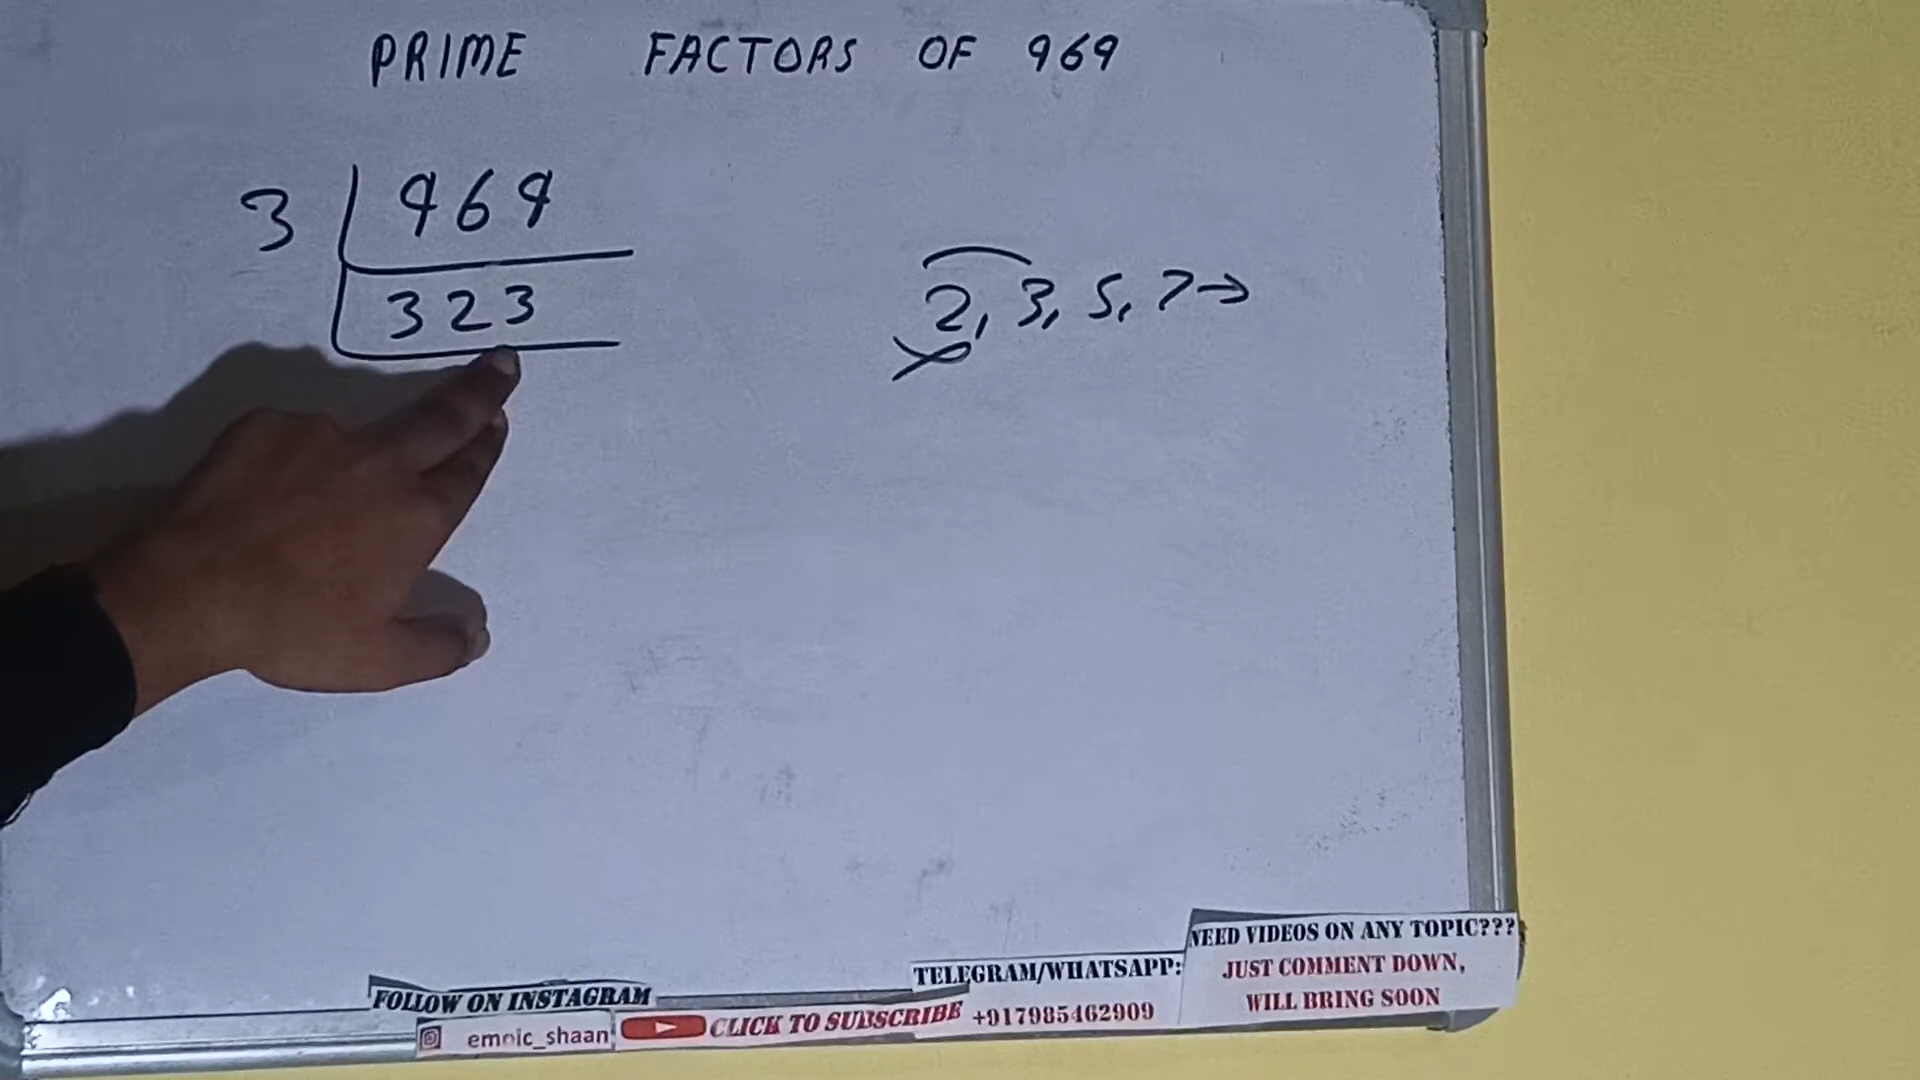 PRIME FACTORS OF 969
3 969
323
2, 3, 5, 7→
NEED VIDEOS ON ANY TOPIC???
JUST COMMENT DOWN,
WILL BRING SOON
TELEGRAM/WHATSAPP:
+917985462909
FOLLOW ON INSTAGRAM
emoic_shaan
CLICK TO SUBSCRIBE